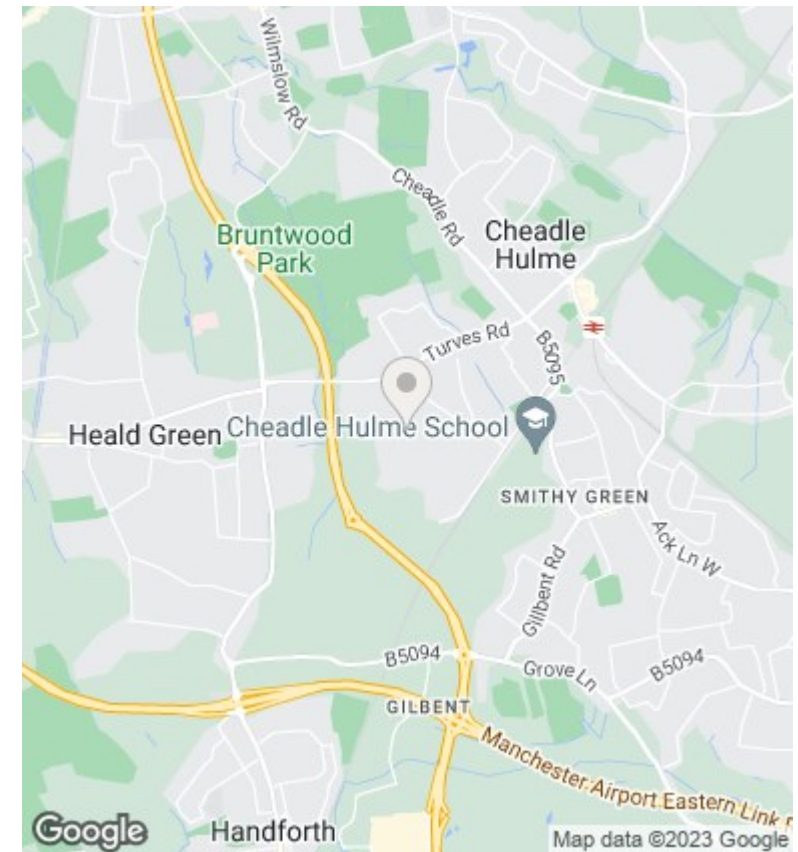 Wilmslow Rd
Cheadle Rd
Bruntwood
Park
Cheadle
Hulme
Turves Rd
B5095
Heald Green
Cheadle Hulme School
SMITHY GREEN
Ack Ln W
Gillbent Rd
B5094
Grove Ln
B5094
GILBENT
Manchester Airport Eastern Link
Handforth
Google
Map data ©2023 Google